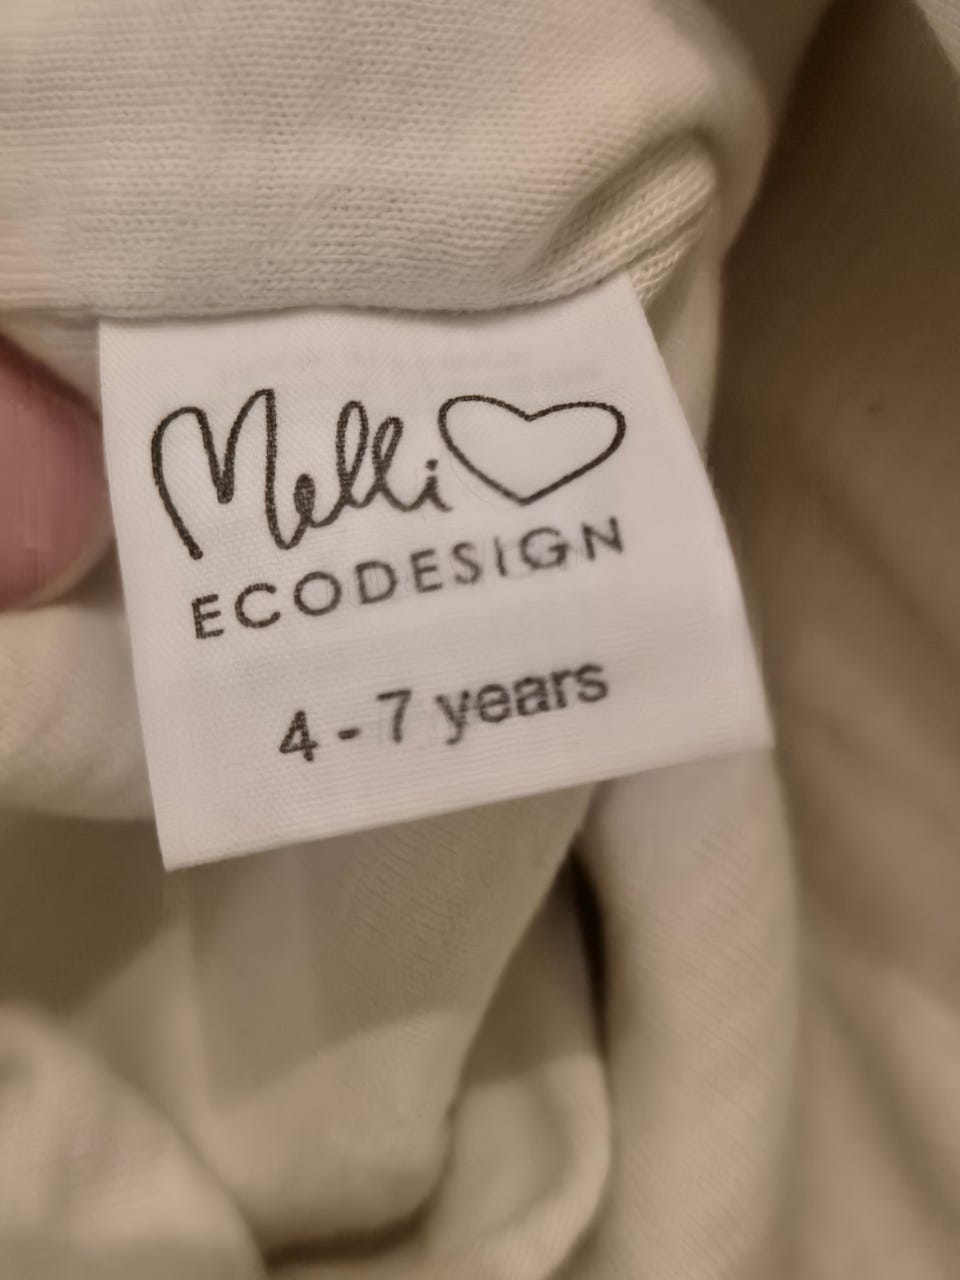 Melli
ECODESIGN
4 - 7 years